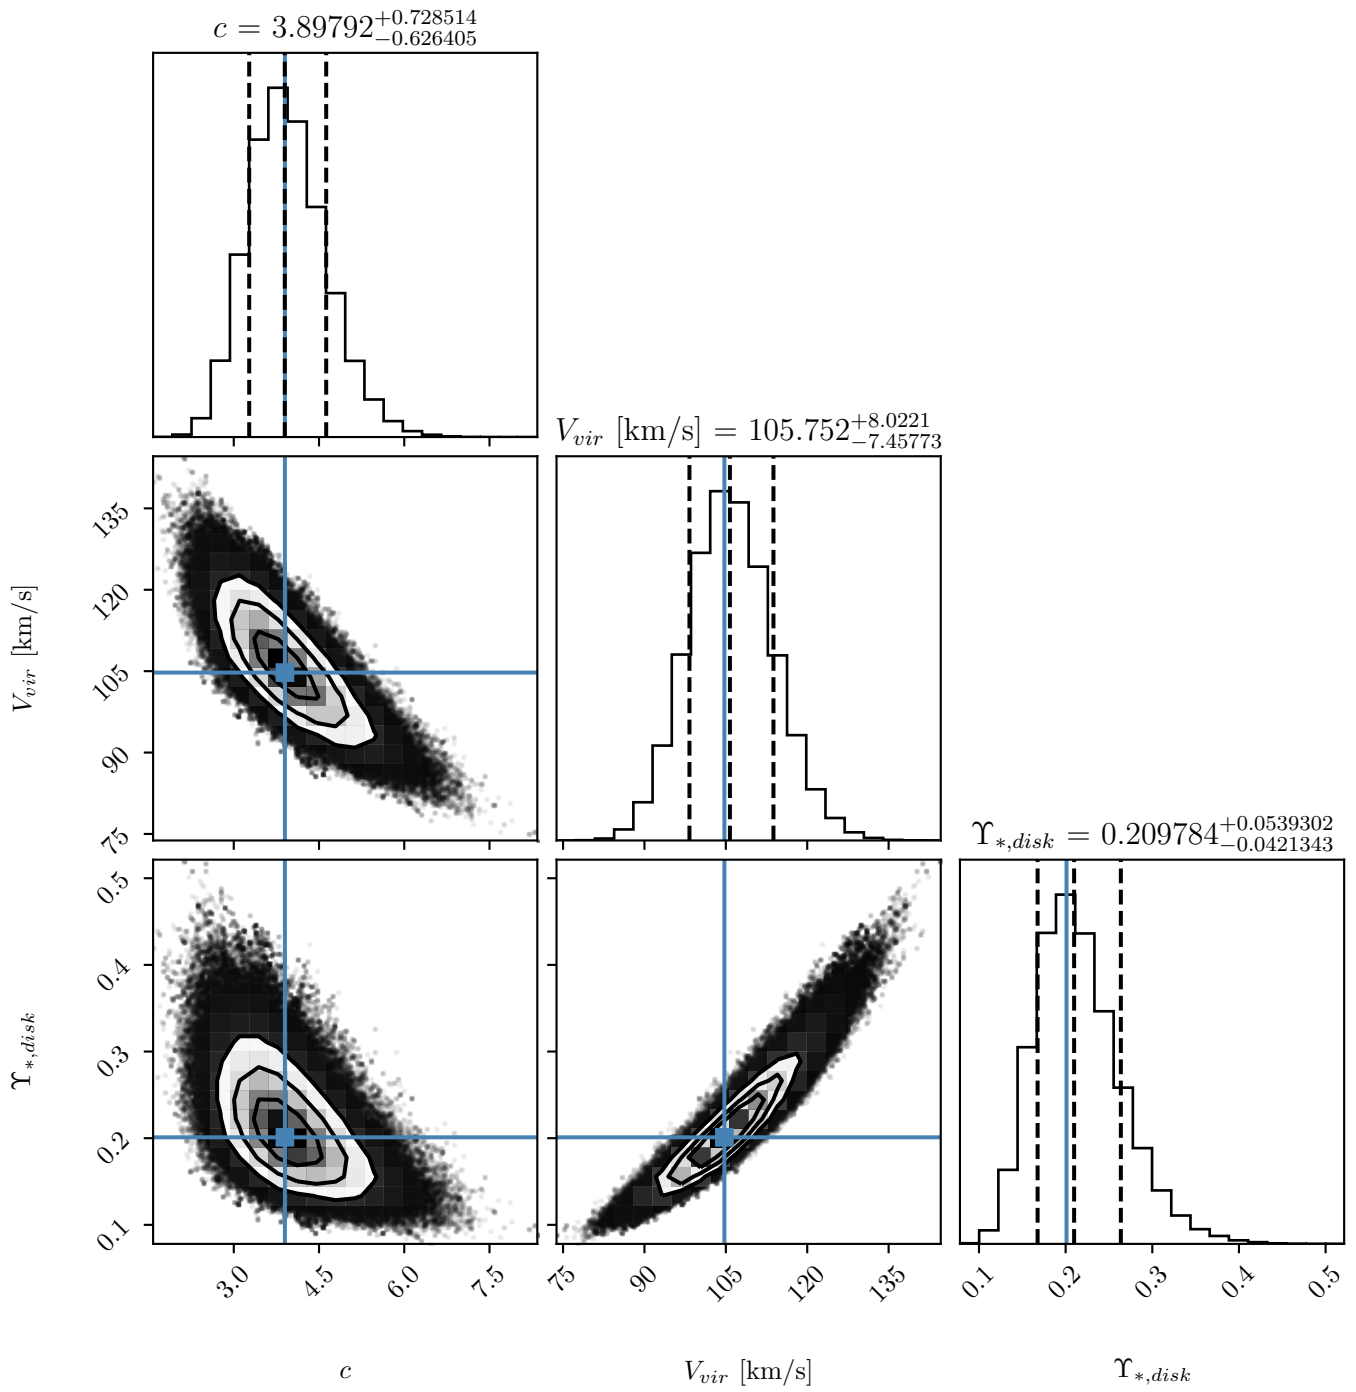 c = 3.89792^{+0.728514}_{-0.626405}
V_{vir} [km/s] = 105.752^{+8.0221}_{-7.45773}
135
120
105
90
75
V_{vir} [km/s]
Υ_{*,disk} = 0.209784^{+0.0539302}_{-0.0421343}
0.5
0.4
0.3
0.2
0.1
Υ_{*,disk}
3.0 4.5 6.0 7.5 75 90 105 120 135 0.1 0.2 0.3 0.4 0.5
c V_{vir} [km/s] Υ_{*,disk}